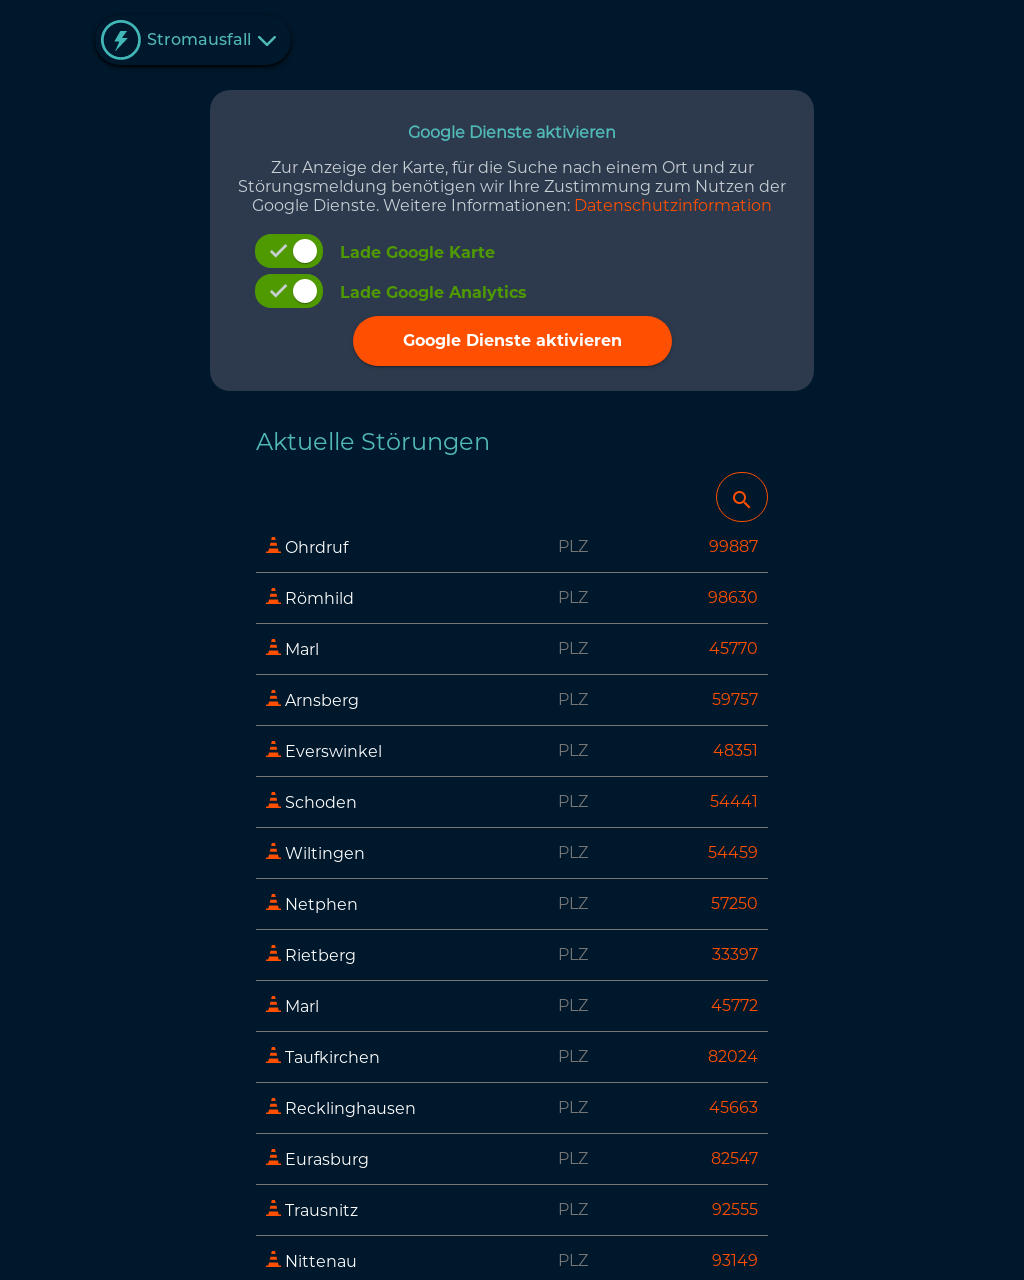 Stromausfall
Google Dienste aktivieren
Zur Anzeige der Karte, für die Suche nach einem Ort und zur
Störungsmeldung benötigen wir Ihre Zustimmung zum Nutzen der
Google Dienste. Weitere Informationen: Datenschutzinformation
Lade Google Karte
Lade Google Analytics
Google Dienste aktivieren
Aktuelle Störungen
Ohrdruf PLZ 99887
Römhild PLZ 98630
Marl PLZ 45770
Arnsberg PLZ 59757
Everswinkel PLZ 48351
Schoden PLZ 54441
Wiltingen PLZ 54459
Netphen PLZ 57250
Rietberg PLZ 33397
Marl PLZ 45772
Taufkirchen PLZ 82024
Recklinghausen PLZ 45663
Eurasburg PLZ 82547
Trausnitz PLZ 92555
Nittenau PLZ 93149